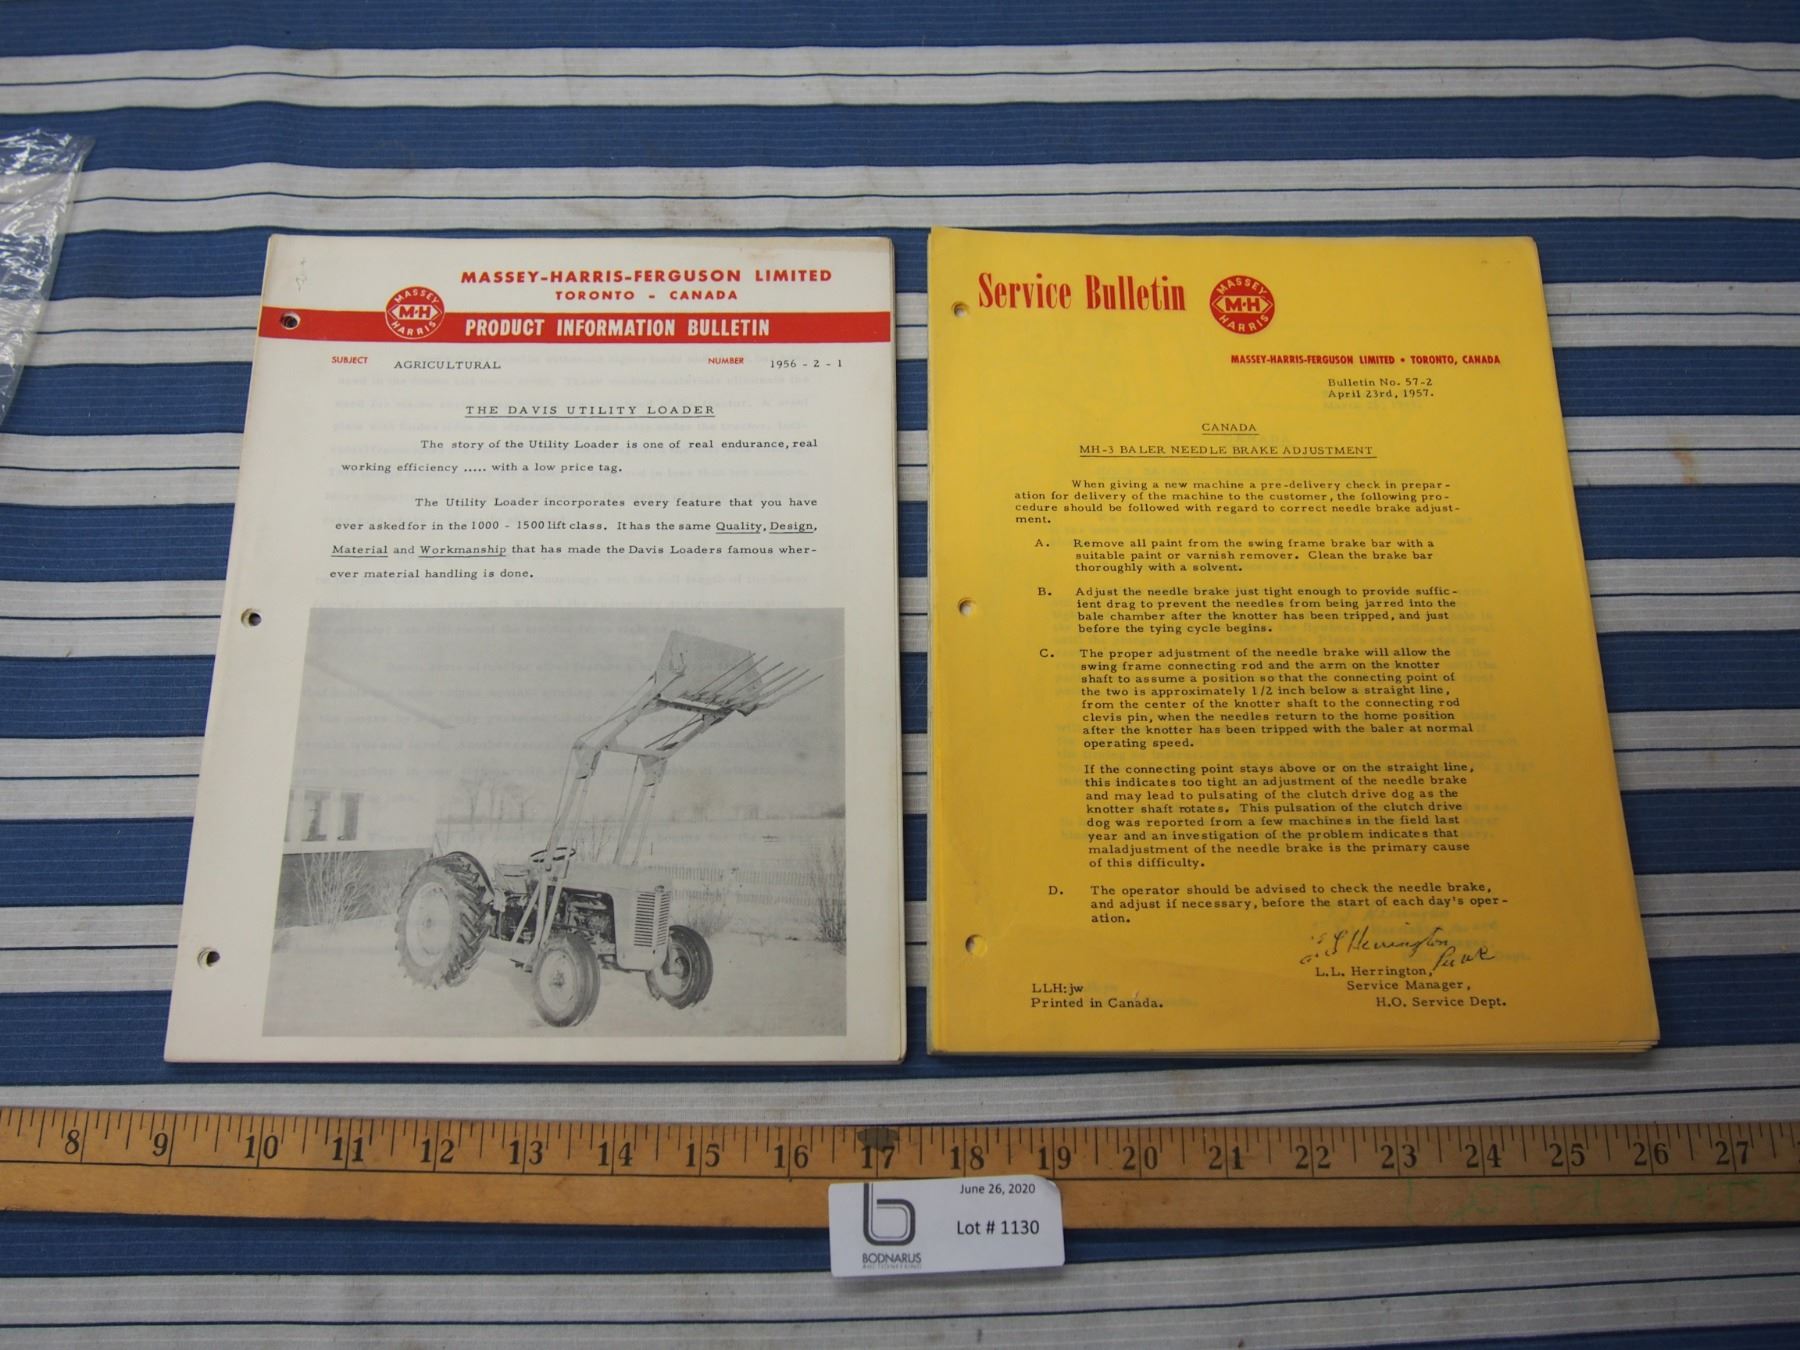 MASSEY-HARRIS-FERGUSON LIMITED
TORONTO - CANADA
MASSEY
M-H
HARRIS
PRODUCT INFORMATION BULLETIN
SUBJECT AGRICULTURAL NUMBER 1956 - 2 - 1
THE DAVIS UTILITY LOADER
The story of the Utility Loader is one of real endurance, real
working efficiency ..... with a low price tag.
The Utility Loader incorporates every feature that you have
ever asked for in the 1000 - 1500 lift class. It has the same Quality, Design,
Material and Workmanship that has made the Davis Loaders famous wher-
ever material handling is done.
Service Bulletin
MASSEY
M-H
HARRIS
MASSEY-HARRIS-FERGUSON LIMITED • TORONTO, CANADA
Bulletin No. 57-2
April 23rd, 1957.
CANADA
MH-3 BALER NEEDLE BRAKE ADJUSTMENT
When giving a new machine a pre-delivery check in prepar-
ation for delivery of the machine to the customer, the following pro-
cedure should be followed with regard to correct needle brake adjust-
ment.
A. Remove all paint from the swing frame brake bar with a
suitable paint or varnish remover. Clean the brake bar
thoroughly with a solvent.
B. Adjust the needle brake just tight enough to provide suffic-
ient drag to prevent the needles from being jarred into the
bale chamber after the knotter has been tripped, and just
before the tying cycle begins.
C. The proper adjustment of the needle brake will allow the
swing frame connecting rod and the arm on the knotter
shaft to assume a position so that the connecting point of
the two is approximately 1/2 inch below a straight line,
from the center of the knotter shaft to the connecting rod
clevis pin, when the needles return to the home position
after the knotter has been tripped with the baler at normal
operating speed.
If the connecting point stays above or on the straight line,
this indicates too tight an adjustment of the needle brake
and may lead to pulsating of the clutch drive dog as the
knotter shaft rotates. This pulsation of the clutch drive
dog was reported from a few machines in the field last
year and an investigation of the problem indicates that
maladjustment of the needle brake is the primary cause
of this difficulty.
D. The operator should be advised to check the needle brake,
and adjust if necessary, before the start of each day's oper-
ation.
L Herrington
L.L. Herrington,
Service Manager,
H.O. Service Dept.
LLH:jw
Printed in Canada.
8 9 10 11 12 13 14 15 16 17 18 19 20 21 22 23 24 25 26 27
June 26, 2020
Lot # 1130
b
BODNARUS
AUCTIONEERING